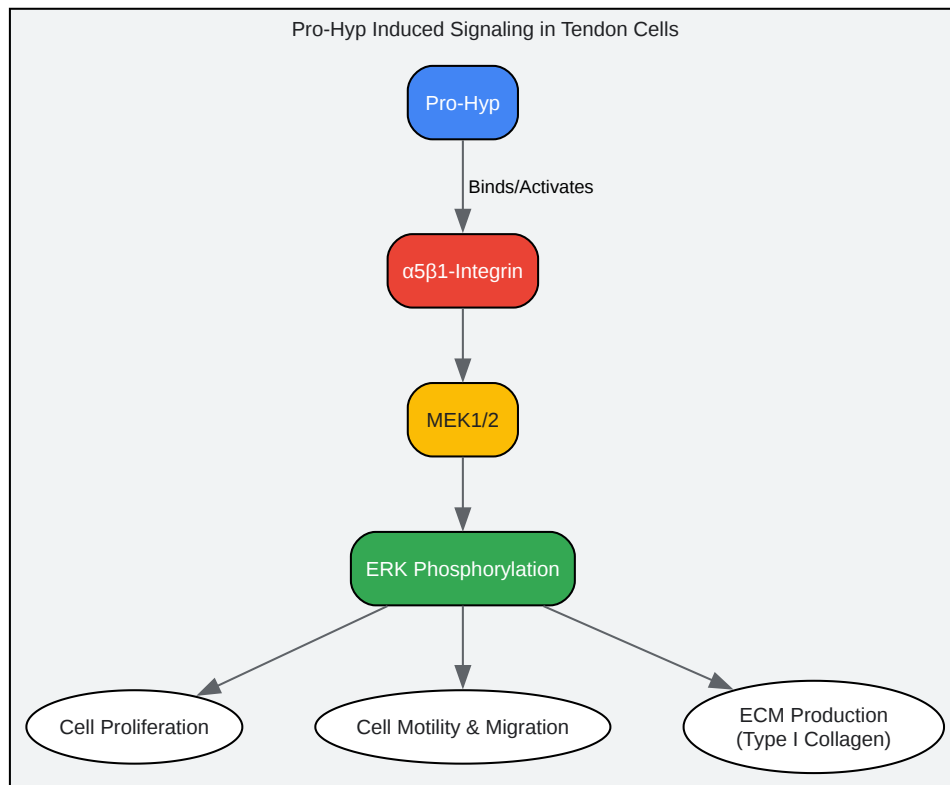 Pro-Hyp Induced Signaling in Tendon Cells
Pro-Hyp
Binds/Activates
α5β1-Integrin
MEK1/2
ERK Phosphorylation
Cell Proliferation
Cell Motility & Migration
ECM Production
(Type I Collagen)